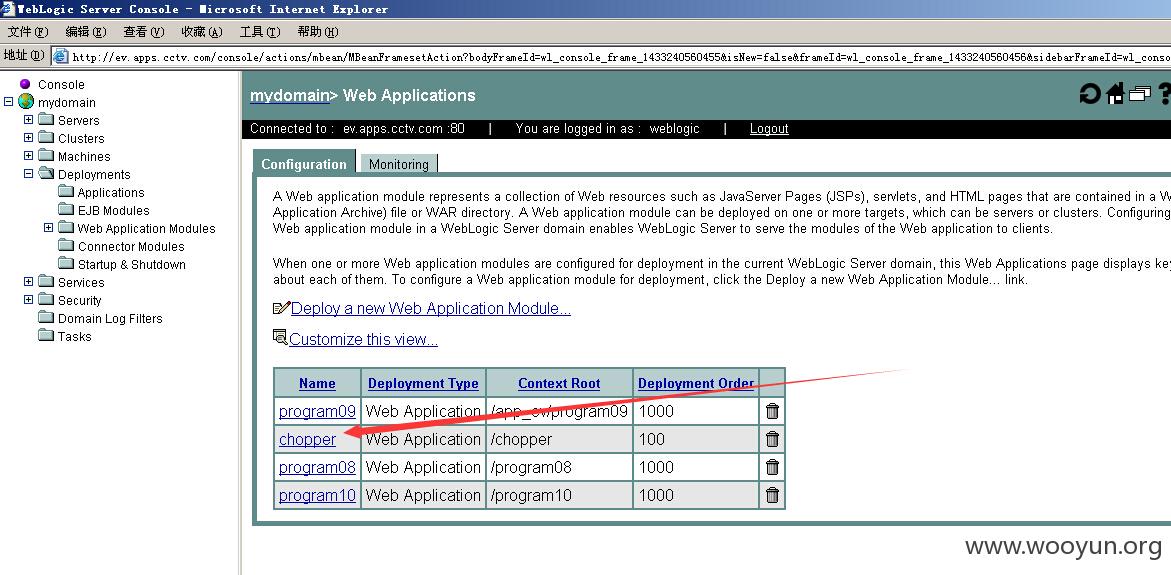 WebLogic Server Console - Microsoft Internet Explorer
文件(F) 编辑(E) 查看(V) 收藏(A) 工具(T) 帮助(H)
地址(D) http://ev.apps.cctv.com/console/actions/mbean/MBeanFramesetAction?bodyFrameId=wl_console_frame_1433240560455&isNew=false&frameId=wl_console_frame_1433240560456&sidebarFrameId=wl_conso
Console
mydomain
Servers
Clusters
Machines
Deployments
Applications
EJB Modules
Web Application Modules
Connector Modules
Startup & Shutdown
Services
Security
Domain Log Filters
Tasks
mydomain> Web Applications
?
Connected to : ev.apps.cctv.com :80 | You are logged in as : weblogic | Logout
Configuration Monitoring
A Web application module represents a collection of Web resources such as JavaServer Pages (JSPs), servlets, and HTML pages that are contained in a W
Application Archive) file or WAR directory. A Web application module can be deployed on one or more targets, which can be servers or clusters. Configuring
Web application module in a WebLogic Server domain enables WebLogic Server to serve the modules of the Web application to clients.
When one or more Web application modules are configured for deployment in the current WebLogic Server domain, this Web Applications page displays key
about each of them. To configure a Web application module for deployment, click the Deploy a new Web Application Module... link.
Deploy a new Web Application Module...
Customize this view...
Name Deployment Type Context Root Deployment Order
program09 Web Application /app_ev/program09 1000
chopper Web Application /chopper 100
program08 Web Application /program08 1000
program10 Web Application /program10 1000
www.wooyun.org